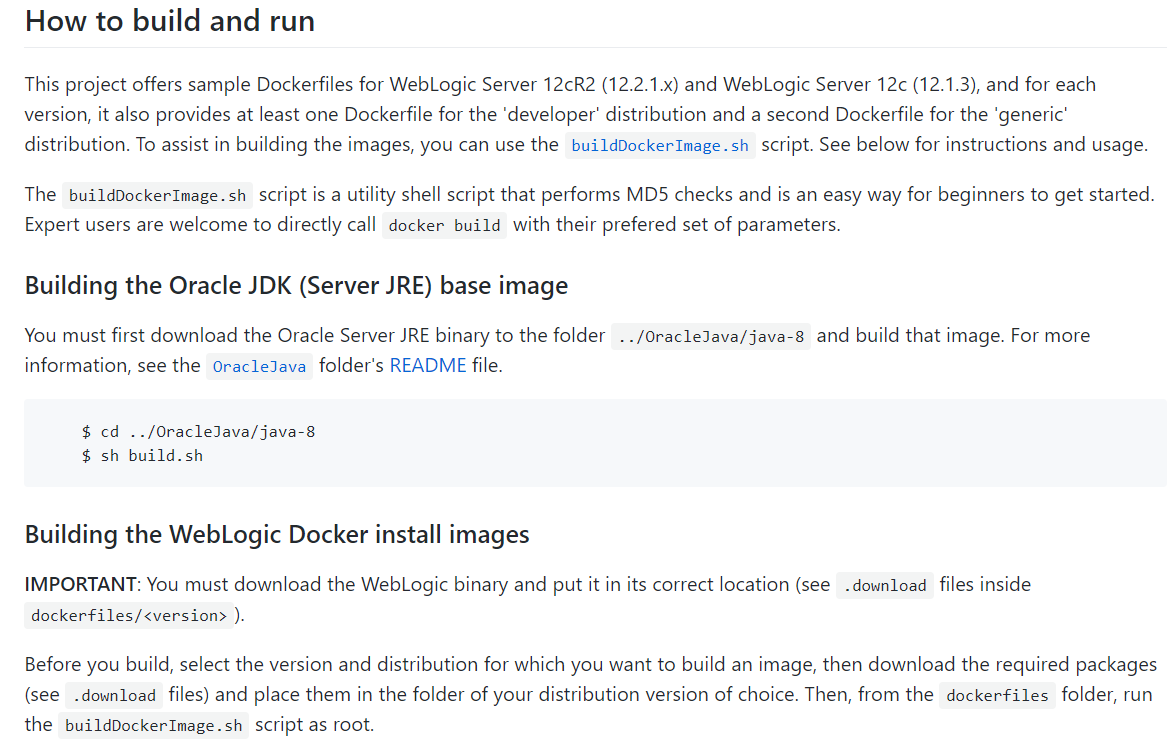 How to build and run
This project offers sample Dockerfiles for WebLogic Server 12cR2 (12.2.1.x) and WebLogic Server 12c (12.1.3), and for each
version, it also provides at least one Dockerfile for the 'developer' distribution and a second Dockerfile for the 'generic'
distribution. To assist in building the images, you can use the buildDockerImage.sh script. See below for instructions and usage.
The buildDockerImage.sh script is a utility shell script that performs MD5 checks and is an easy way for beginners to get started.
Expert users are welcome to directly call docker build with their prefered set of parameters.
Building the Oracle JDK (Server JRE) base image
You must first download the Oracle Server JRE binary to the folder ../OracleJava/java-8 and build that image. For more
information, see the OracleJava folder's README file.
$ cd ../OracleJava/java-8
$ sh build.sh
Building the WebLogic Docker install images
IMPORTANT: You must download the WebLogic binary and put it in its correct location (see .download files inside
dockerfiles/<version> ).
Before you build, select the version and distribution for which you want to build an image, then download the required packages
(see .download files) and place them in the folder of your distribution version of choice. Then, from the dockerfiles folder, run
the buildDockerImage.sh script as root.